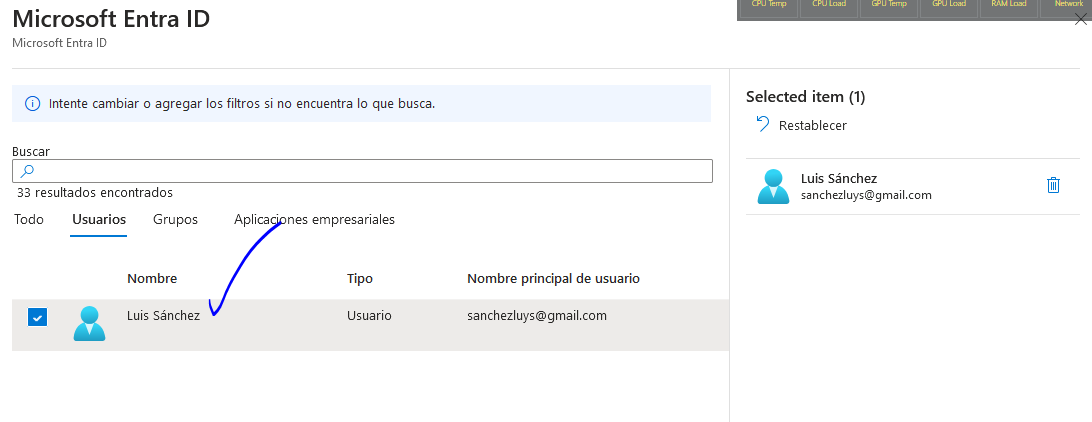 Microsoft Entra ID
Microsoft Entra ID
CPU Temp CPU Load GPU Temp GPU Load RAM Load Network
Intente cambiar o agregar los filtros si no encuentra lo que busca.
Buscar
33 resultados encontrados
Todo Usuarios Grupos Aplicaciones empresariales
Nombre Tipo Nombre principal de usuario
Luis Sánchez Usuario sanchezluys@gmail.com
Selected item (1)
Restablecer
Luis Sánchez
sanchezluys@gmail.com